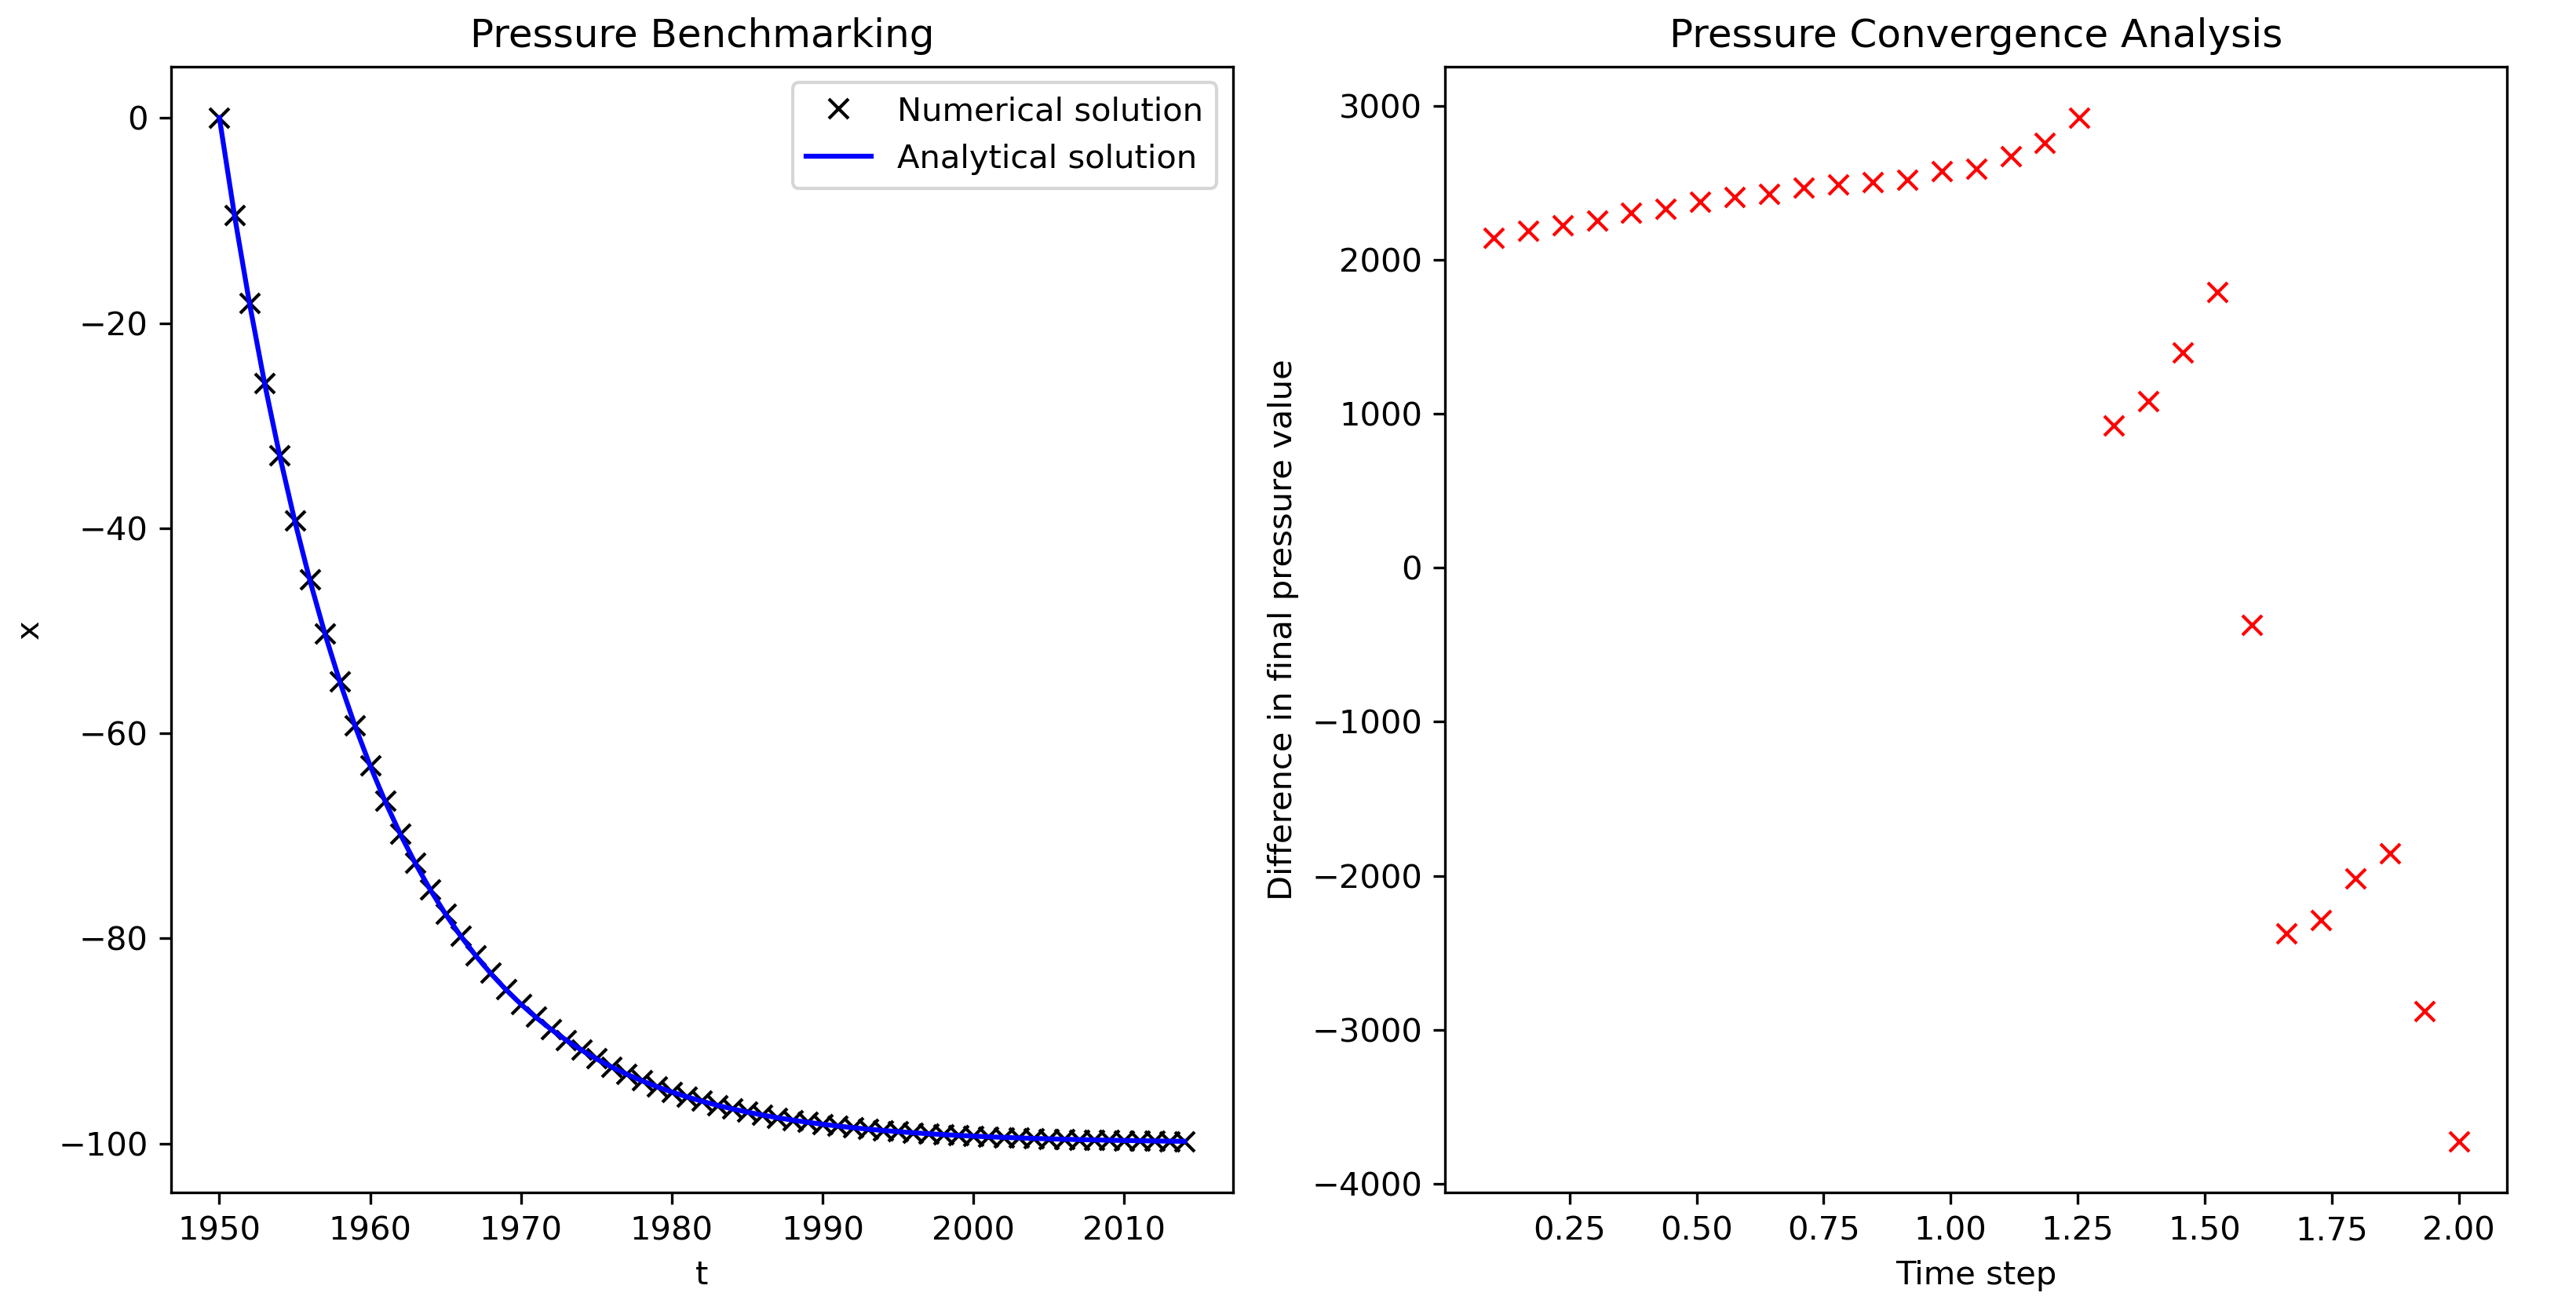 Pressure Benchmarking
Numerical solution
Analytical solution
0
−20
−40
−60
−80
−100
x
1950 1960 1970 1980 1990 2000 2010
t
Pressure Convergence Analysis
3000
2000
1000
0
−1000
−2000
−3000
−4000
Difference in final pressure value
0.25 0.50 0.75 1.00 1.25 1.50 1.75 2.00
Time step